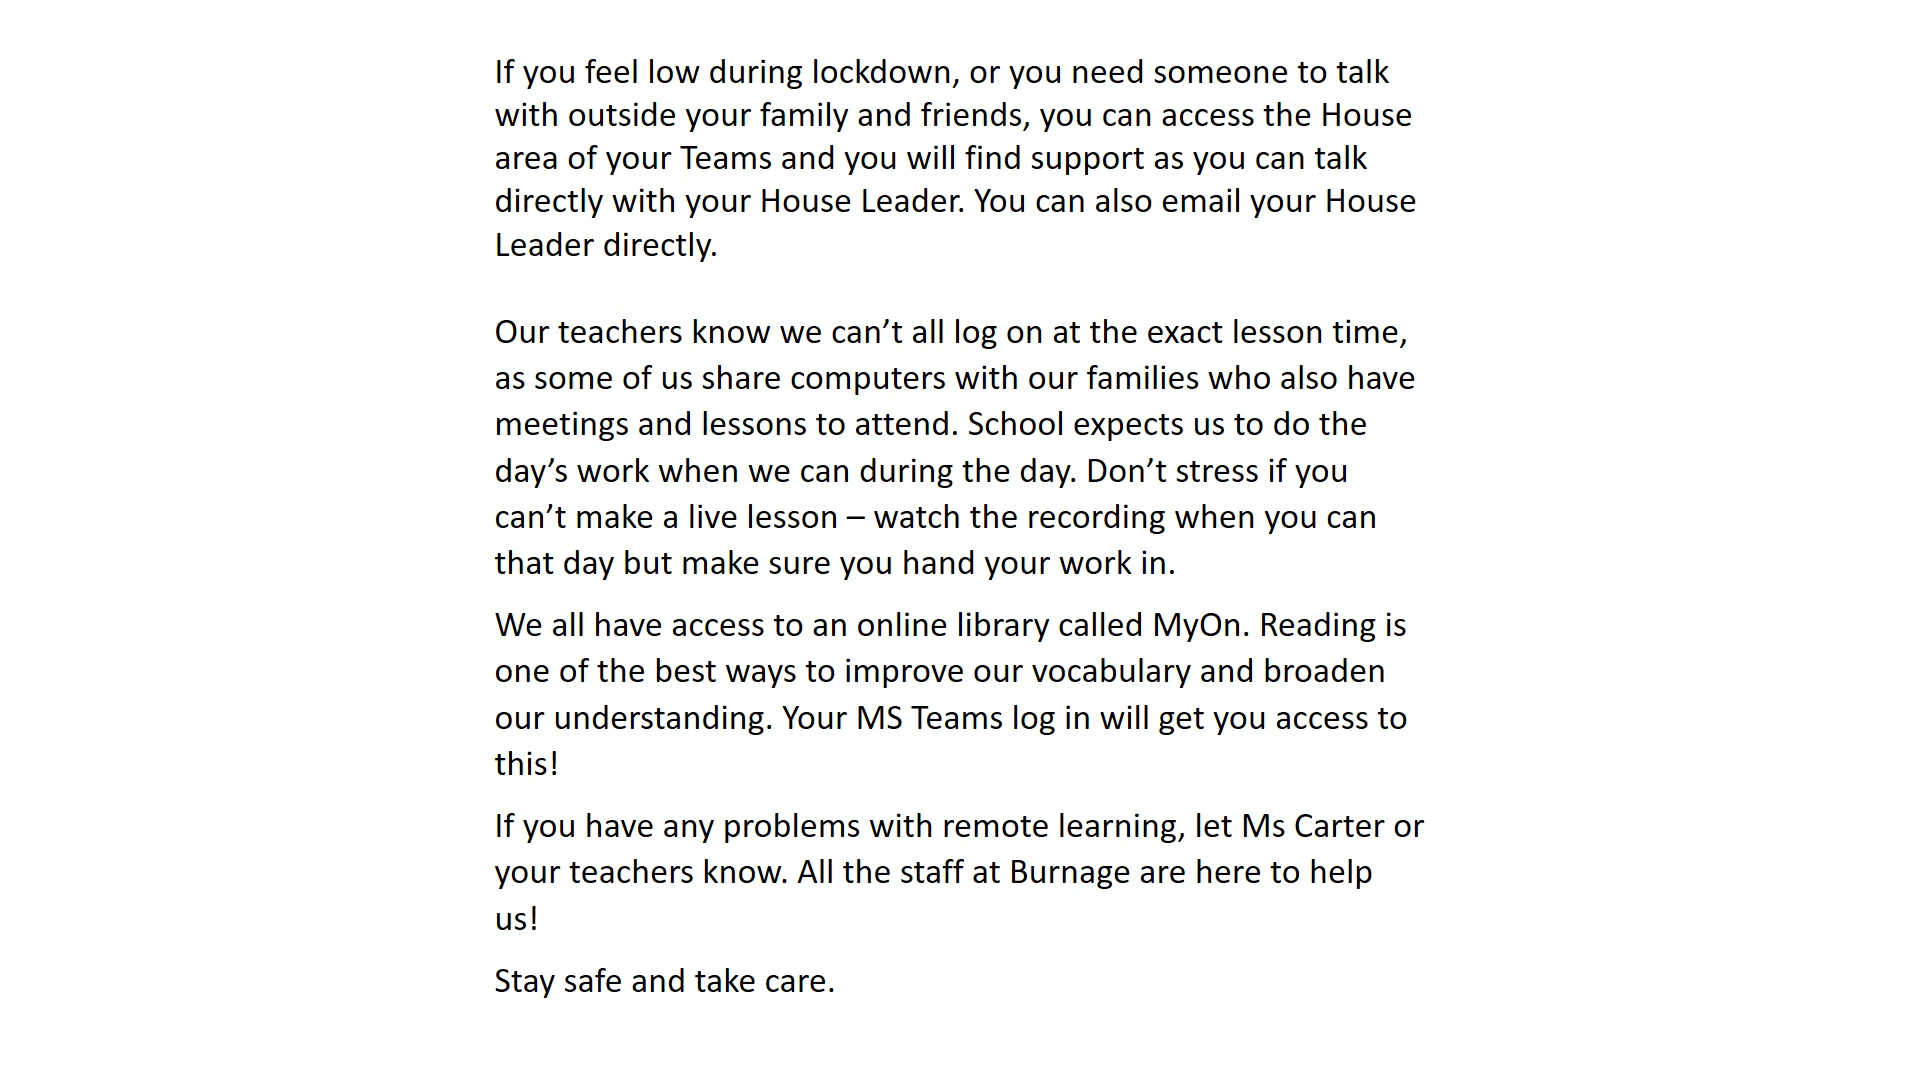 If you feel low during lockdown, or you need someone to talk
with outside your family and friends, you can access the House
area of your Teams and you will find support as you can talk
directly with your House Leader. You can also email your House
Leader directly.
Our teachers know we can’t all log on at the exact lesson time,
as some of us share computers with our families who also have
meetings and lessons to attend. School expects us to do the
day’s work when we can during the day. Don’t stress if you
can’t make a live lesson – watch the recording when you can
that day but make sure you hand your work in.
We all have access to an online library called MyOn. Reading is
one of the best ways to improve our vocabulary and broaden
our understanding. Your MS Teams log in will get you access to
this!
If you have any problems with remote learning, let Ms Carter or
your teachers know. All the staff at Burnage are here to help
us!
Stay safe and take care.